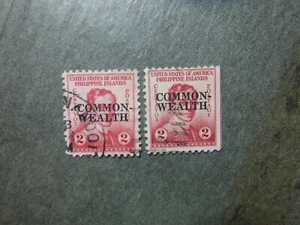 UNITED STATES OF AMERICA
PHILIPPINE ISLANDS
COMMON-
WEALTH
2 2
UNITED STATES OF AMERICA
PHILIPPINE ISLANDS
COMMON-
WEALTH
2 2